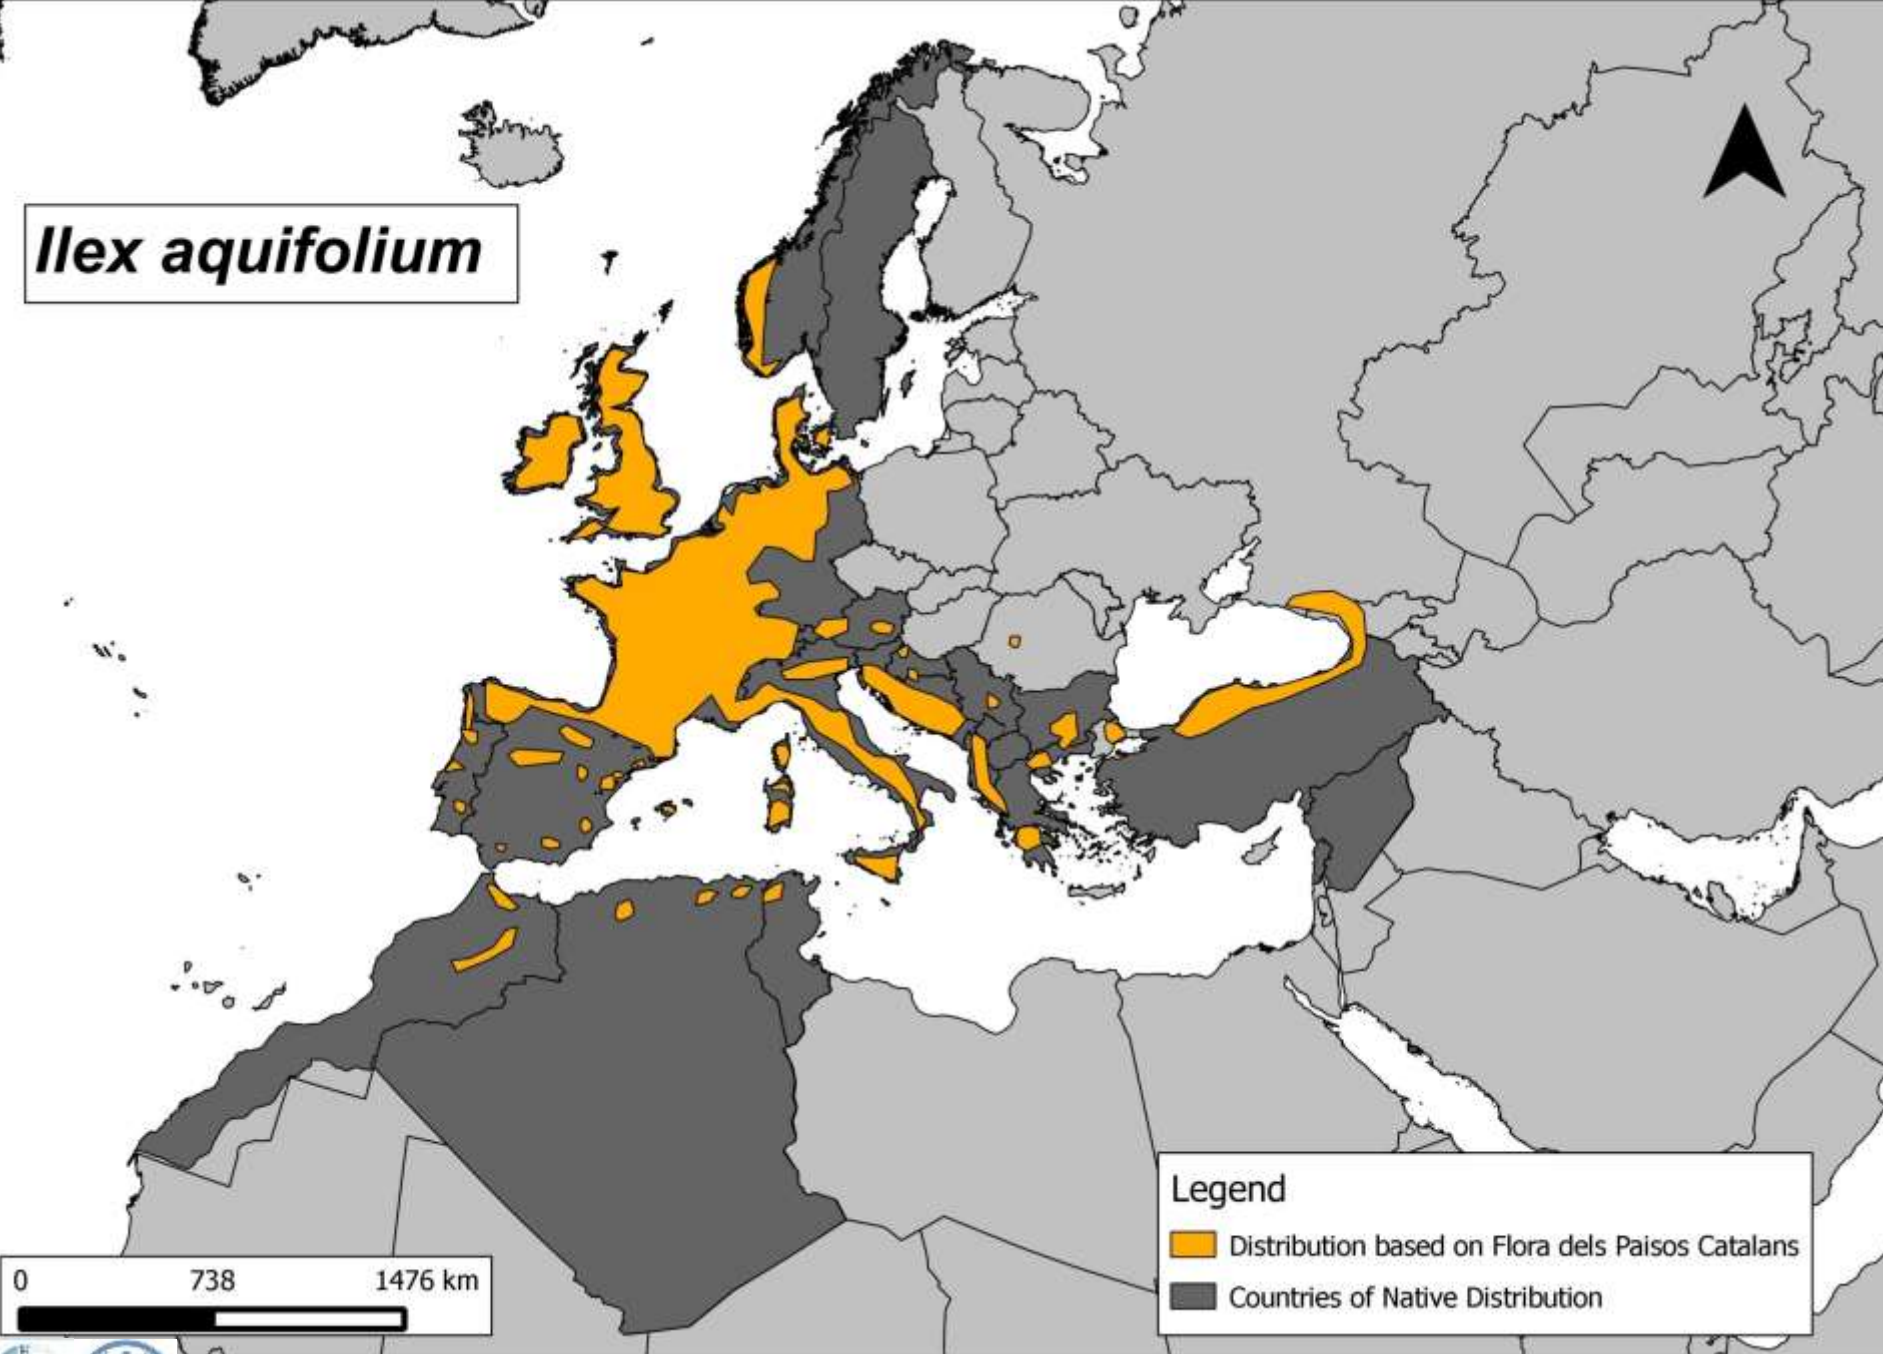 Ilex aquifolium
Legend
Distribution based on Flora dels Paisos Catalans
Countries of Native Distribution
0 738 1476 km